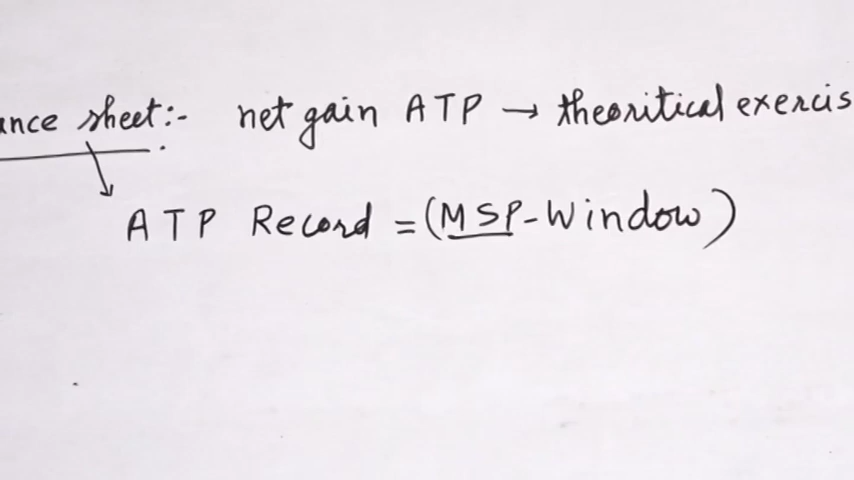 ance sheet:- net gain ATP → theoritical exercis
ATP Record = (MSP-Window)